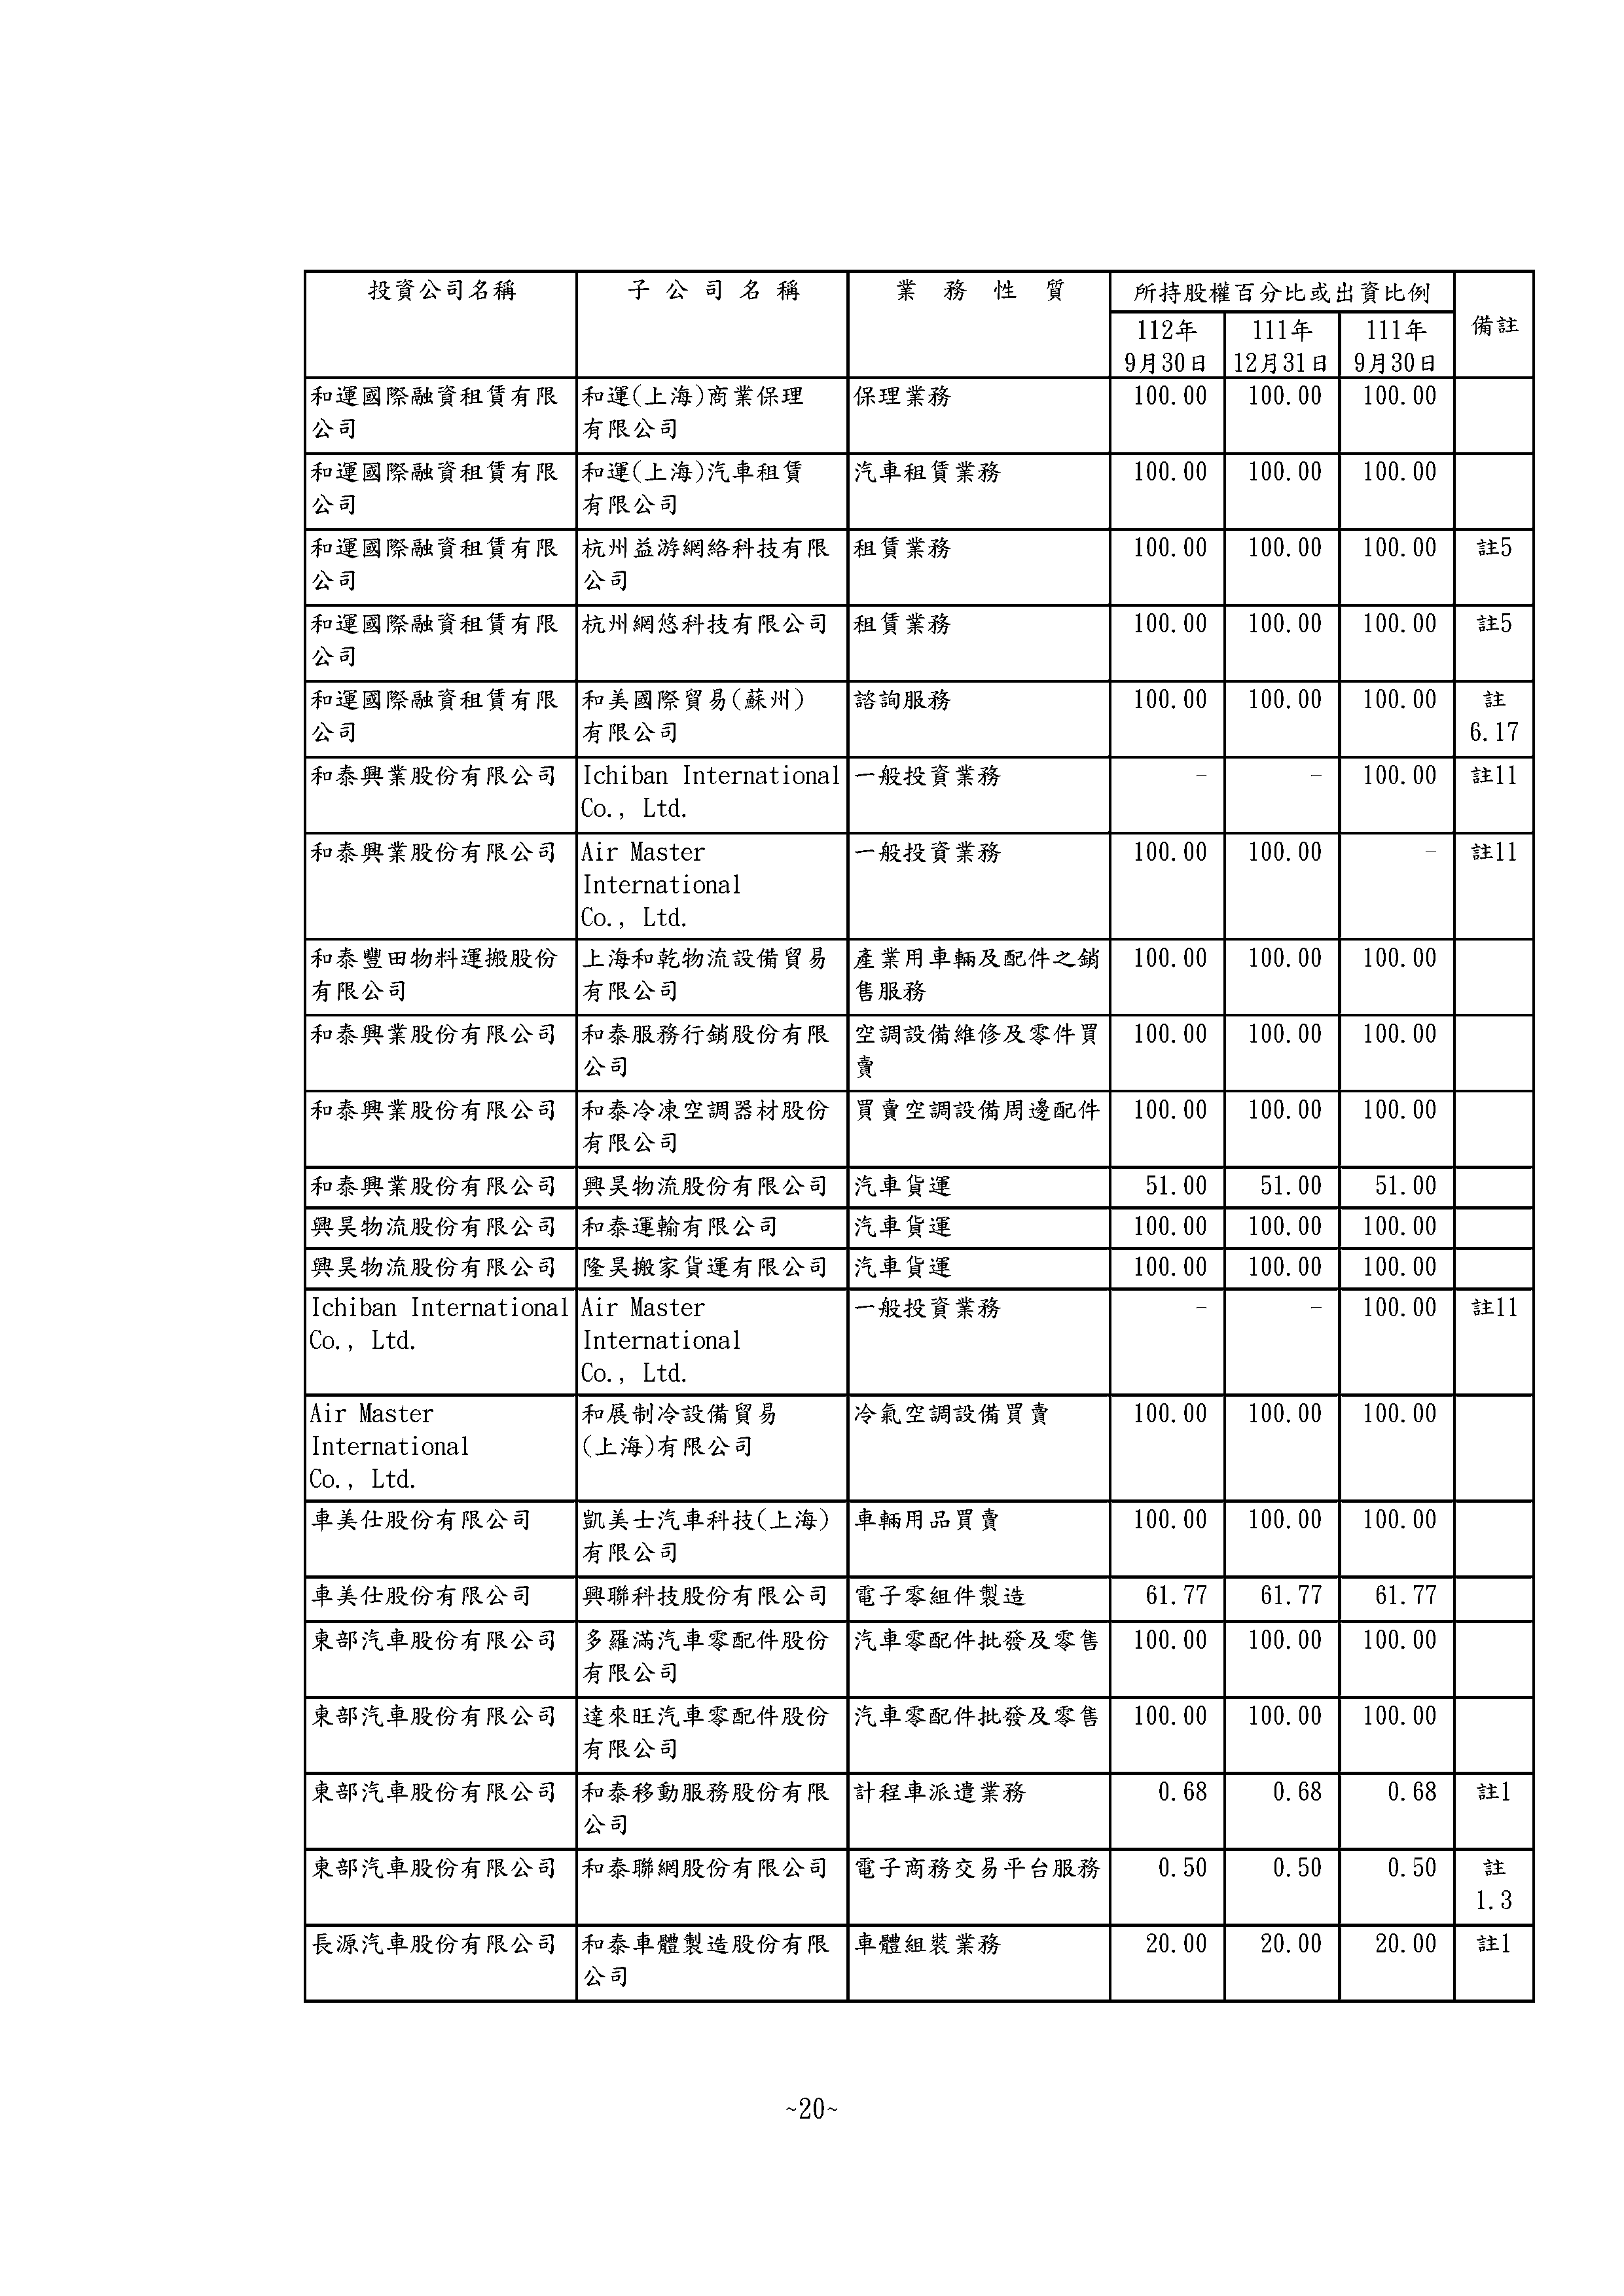 投資公司名稱 子公司名稱 業務性質 所持股權百分比或出資比例 備註
112年 111年 111年
9月30日 12月31日 9月30日
和運國際融資租賃有限 和運(上海)商業保理 保理業務 100.00 100.00 100.00
公司 有限公司
和運國際融資租賃有限 和運(上海)汽車租賃 汽車租賃業務 100.00 100.00 100.00
公司 有限公司
和運國際融資租賃有限 杭州益游網絡科技有限 租賃業務 100.00 100.00 100.00 註5
公司 公司
和運國際融資租賃有限 杭州網悠科技有限公司 租賃業務 100.00 100.00 100.00 註5
公司
和運國際融資租賃有限 和美國際貿易(蘇州) 諮詢服務 100.00 100.00 100.00 註
公司 有限公司 6.17
和泰興業股份有限公司 Ichiban International 一般投資業務 - - 100.00 註11
Co., Ltd.
和泰興業股份有限公司 Air Master 一般投資業務 100.00 100.00 - 註11
International
Co., Ltd.
和泰豐田物料運搬股份 上海和乾物流設備貿易 產業用車輛及配件之銷 100.00 100.00 100.00
有限公司 有限公司 售服務
和泰興業股份有限公司 和泰服務行銷股份有限 空調設備維修及零件買 100.00 100.00 100.00
公司 賣
和泰興業股份有限公司 和泰冷凍空調器材股份 買賣空調設備周邊配件 100.00 100.00 100.00
有限公司
和泰興業股份有限公司 興昊物流股份有限公司 汽車貨運 51.00 51.00 51.00
興昊物流股份有限公司 和泰運輸有限公司 汽車貨運 100.00 100.00 100.00
興昊物流股份有限公司 隆昊搬家貨運有限公司 汽車貨運 100.00 100.00 100.00
Ichiban International Air Master 一般投資業務 - - 100.00 註11
Co., Ltd. International
Co., Ltd.
Air Master 和展制冷設備貿易 冷氣空調設備買賣 100.00 100.00 100.00
International (上海)有限公司
Co., Ltd.
車美仕股份有限公司 凱美士汽車科技(上海) 車輛用品買賣 100.00 100.00 100.00
有限公司
車美仕股份有限公司 興聯科技股份有限公司 電子零組件製造 61.77 61.77 61.77
東部汽車股份有限公司 多羅滿汽車零配件股份 汽車零配件批發及零售 100.00 100.00 100.00
有限公司
東部汽車股份有限公司 達來旺汽車零配件股份 汽車零配件批發及零售 100.00 100.00 100.00
有限公司
東部汽車股份有限公司 和泰移動服務股份有限 計程車派遣業務 0.68 0.68 0.68 註1
公司
東部汽車股份有限公司 和泰聯網股份有限公司 電子商務交易平台服務 0.50 0.50 0.50 註
1.3
長源汽車股份有限公司 和泰車體製造股份有限 車體組裝業務 20.00 20.00 20.00 註1
公司
~20~